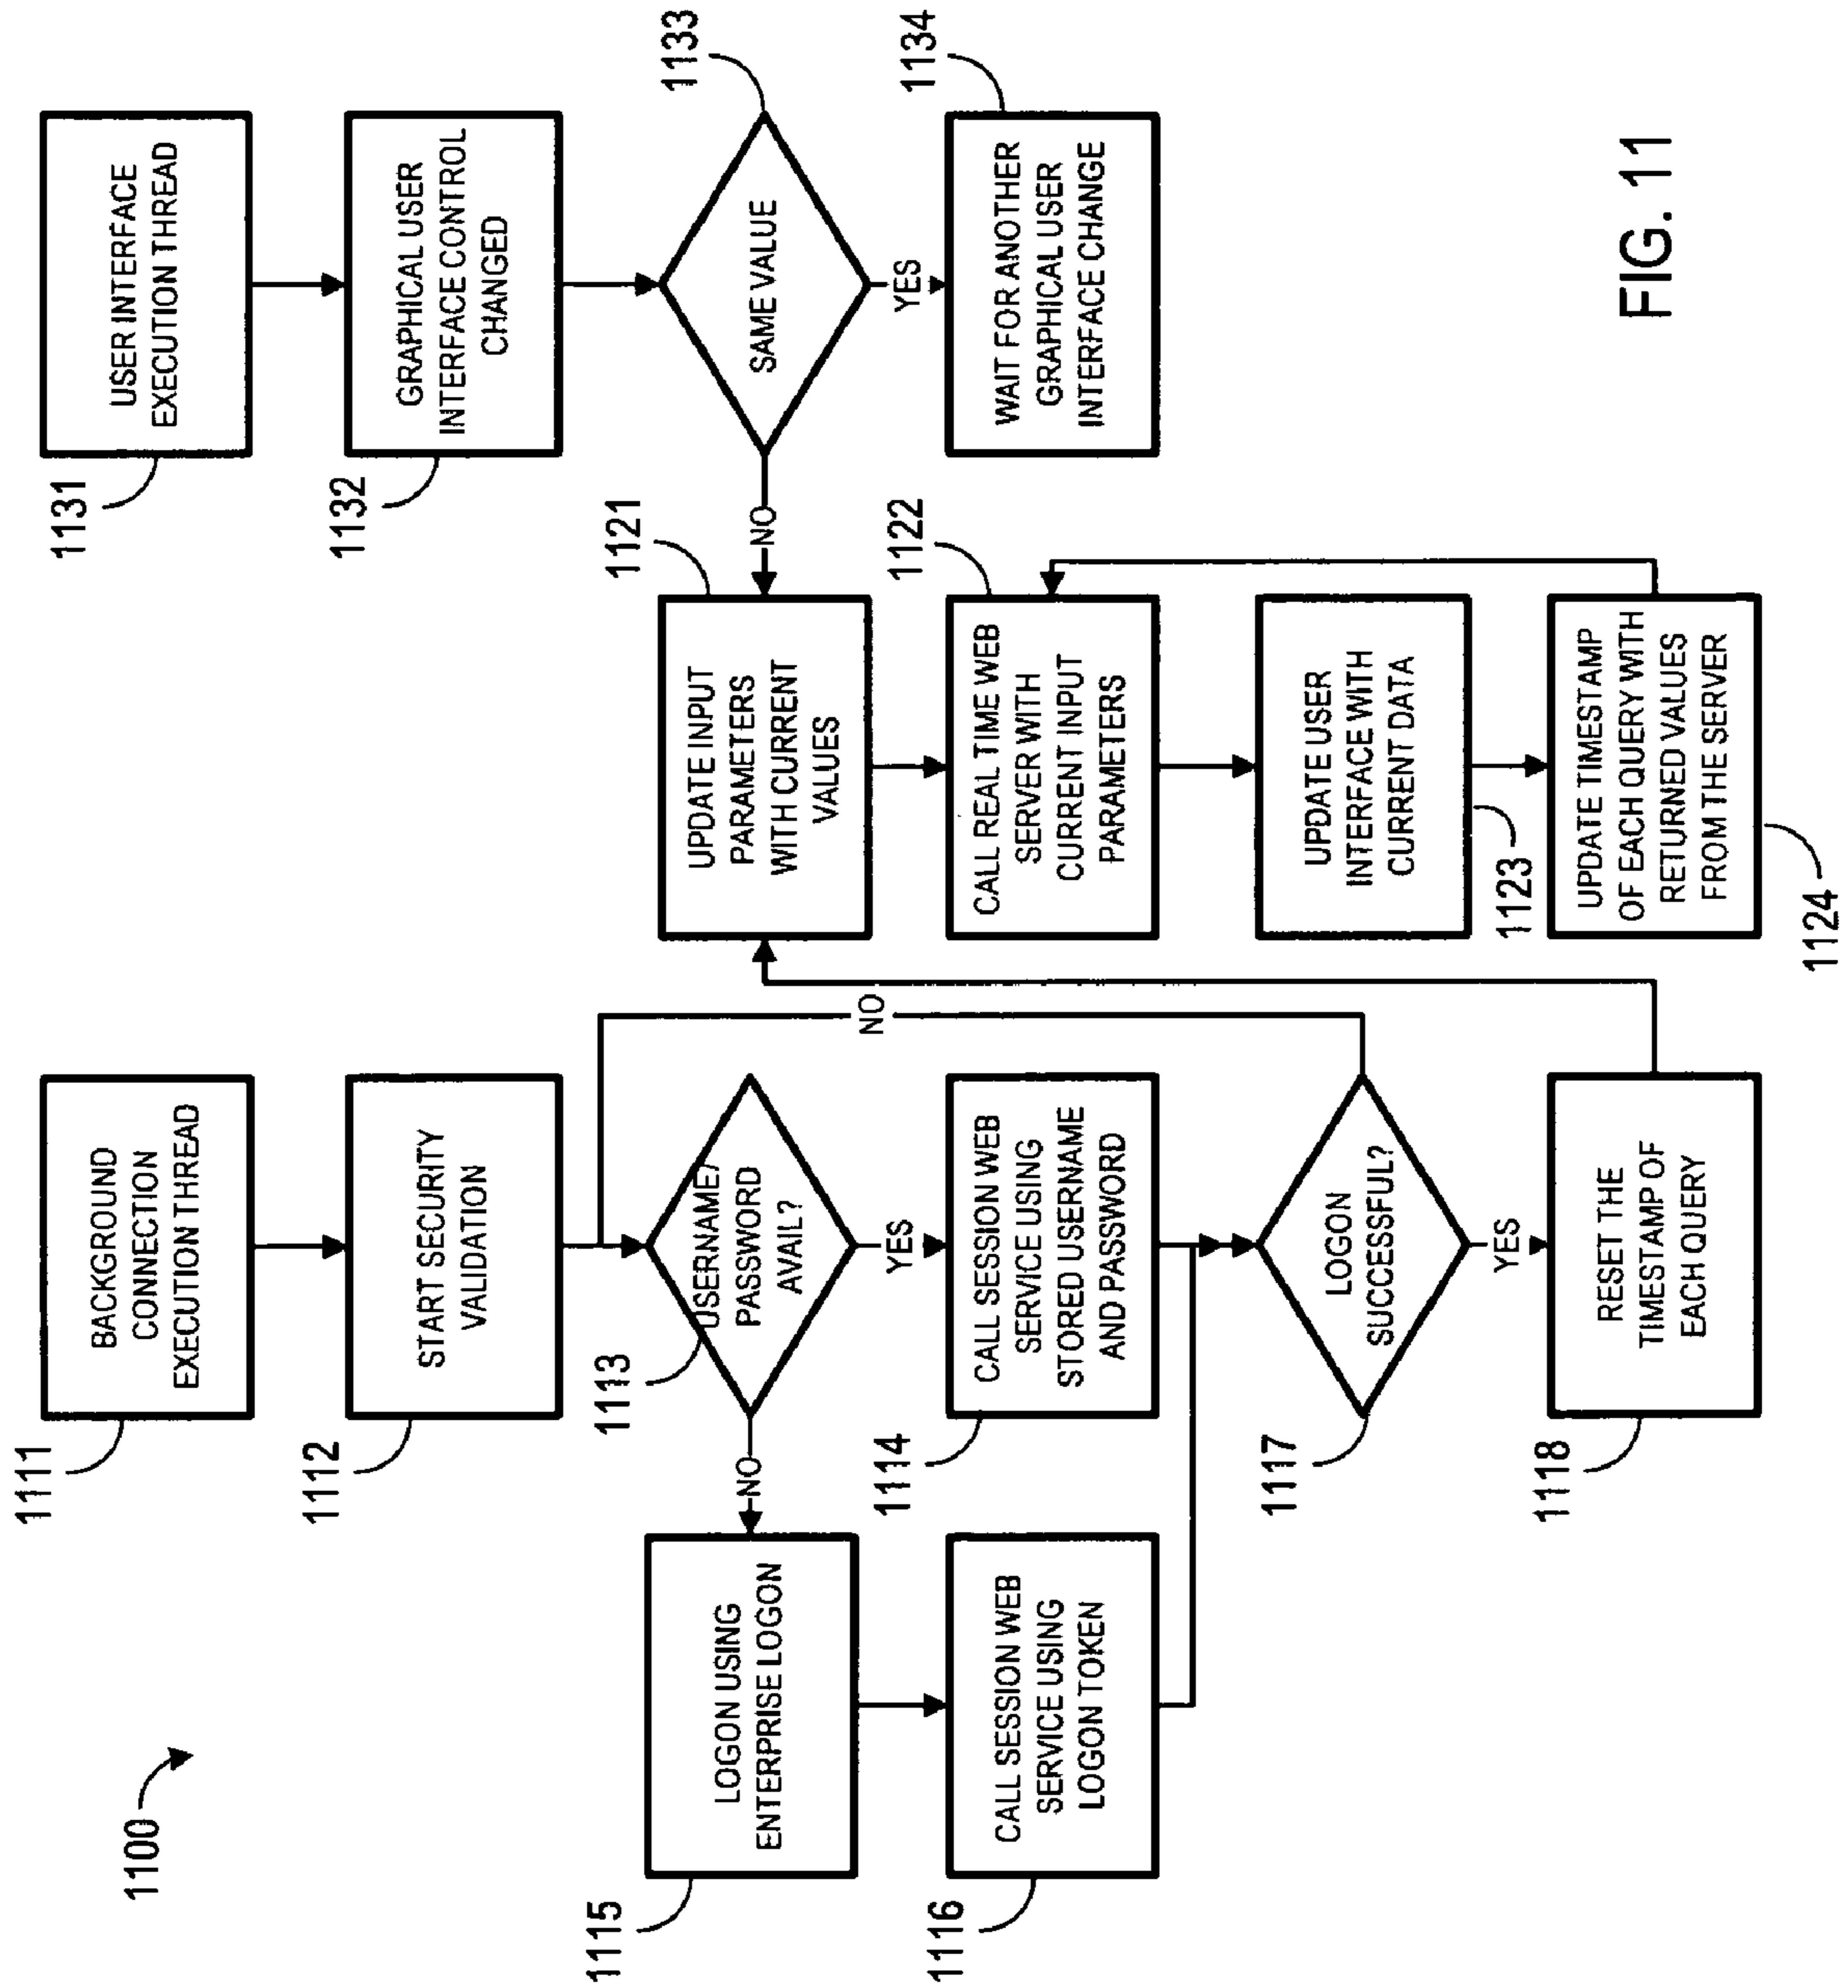 1100
1111
BACKGROUND
CONNECTION
EXECUTION THREAD
1112
START SECURITY
VALIDATION
1113
USERNAME/
PASSWORD
AVAIL?
NO
YES
1115
LOGON USING
ENTERPRISE LOGON
1116
CALL SESSION WEB
SERVICE USING
LOGON TOKEN
1114
CALL SESSION WEB
SERVICE USING
STORED USERNAME
AND PASSWORD
1117
LOGON
SUCCESSFUL?
NO
YES
1118
RESET THE
TIMESTAMP OF
EACH QUERY
1121
UPDATE INPUT
PARAMETERS
WITH CURRENT
VALUES
1122
CALL REAL TIME WEB
SERVER WITH
CURRENT INPUT
PARAMETERS
UPDATE USER
INTERFACE WITH
CURRENT DATA
1123
UPDATE TIMESTAMP
OF EACH QUERY WITH
RETURNED VALUES
FROM THE SERVER
1124
1131
USER INTERFACE
EXECUTION THREAD
1132
GRAPHICAL USER
INTERFACE CONTROL
CHANGED
1133
SAME VALUE
NO
YES
1134
WAIT FOR ANOTHER
GRAPHICAL USER
INTERFACE CHANGE
FIG. 11